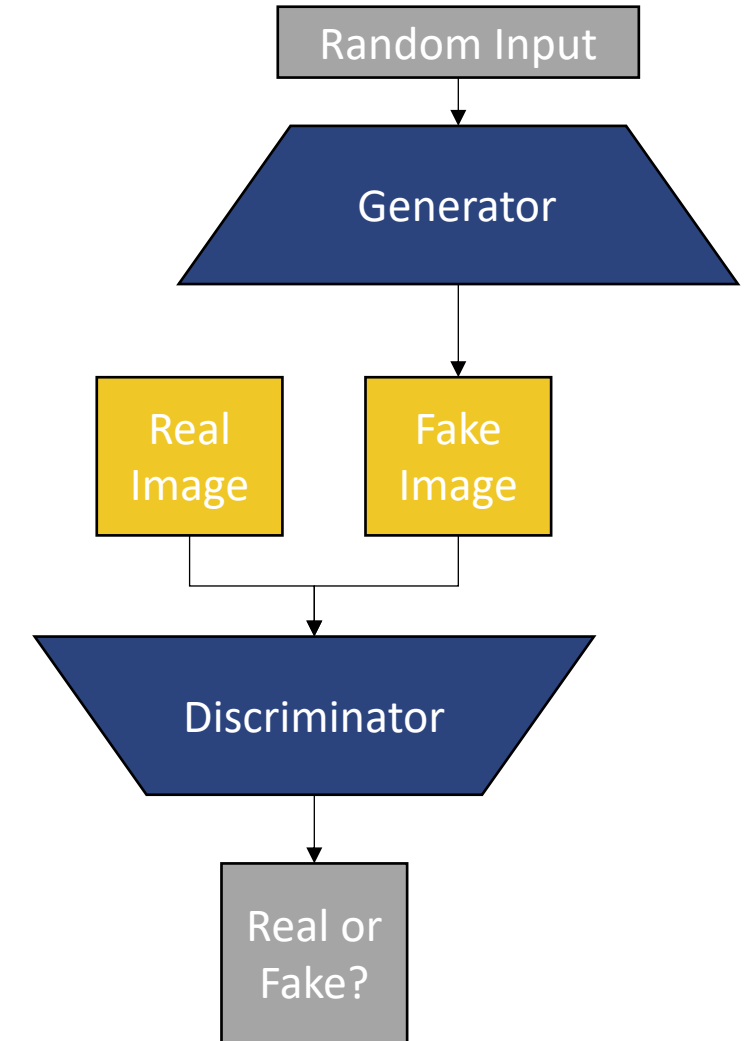 Random Input
Generator
Real
Image
Fake
Image
Discriminator
Real or
Fake?